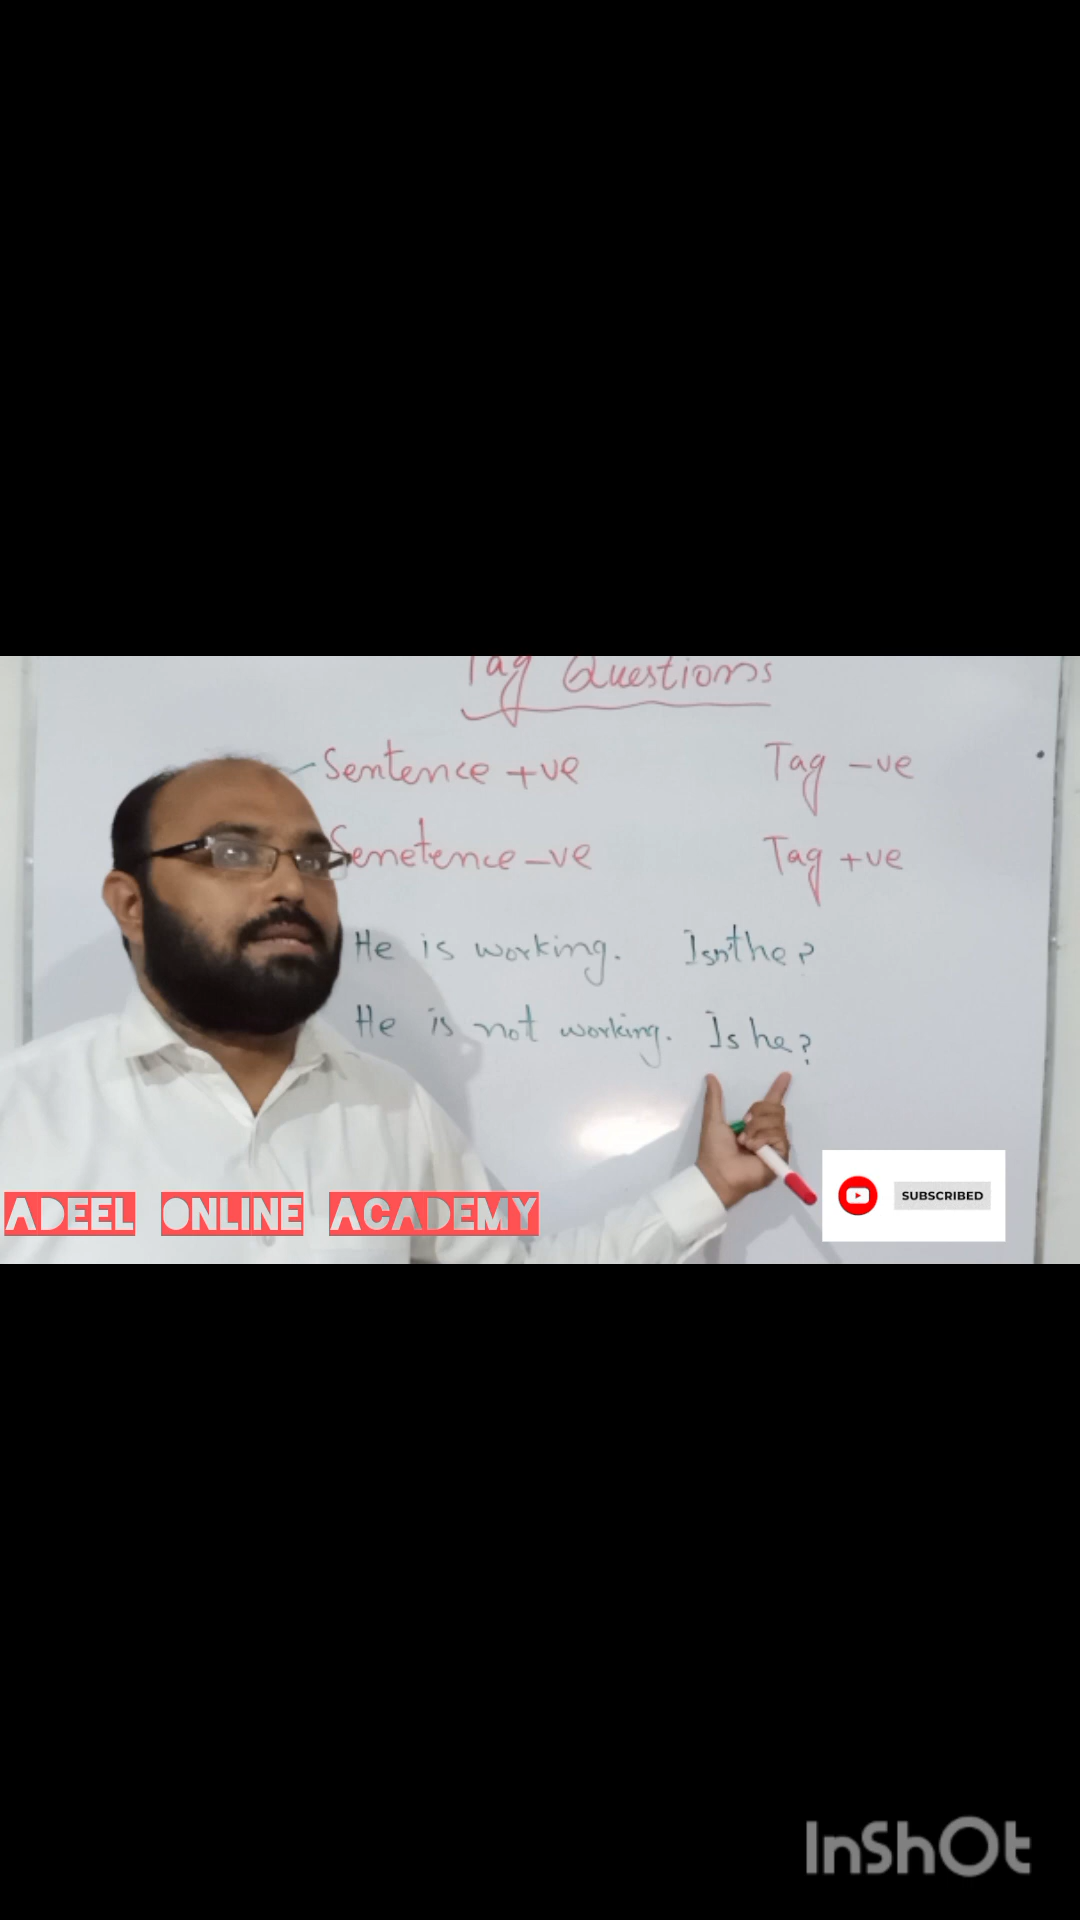 Tag Questions
Sentence +ve Tag -ve
Senetence -ve Tag +ve
He is working. Isn't he?
He is not working. Is he?
ADEEL ONLINE ACADEMY
SUBSCRIBED
InShOt